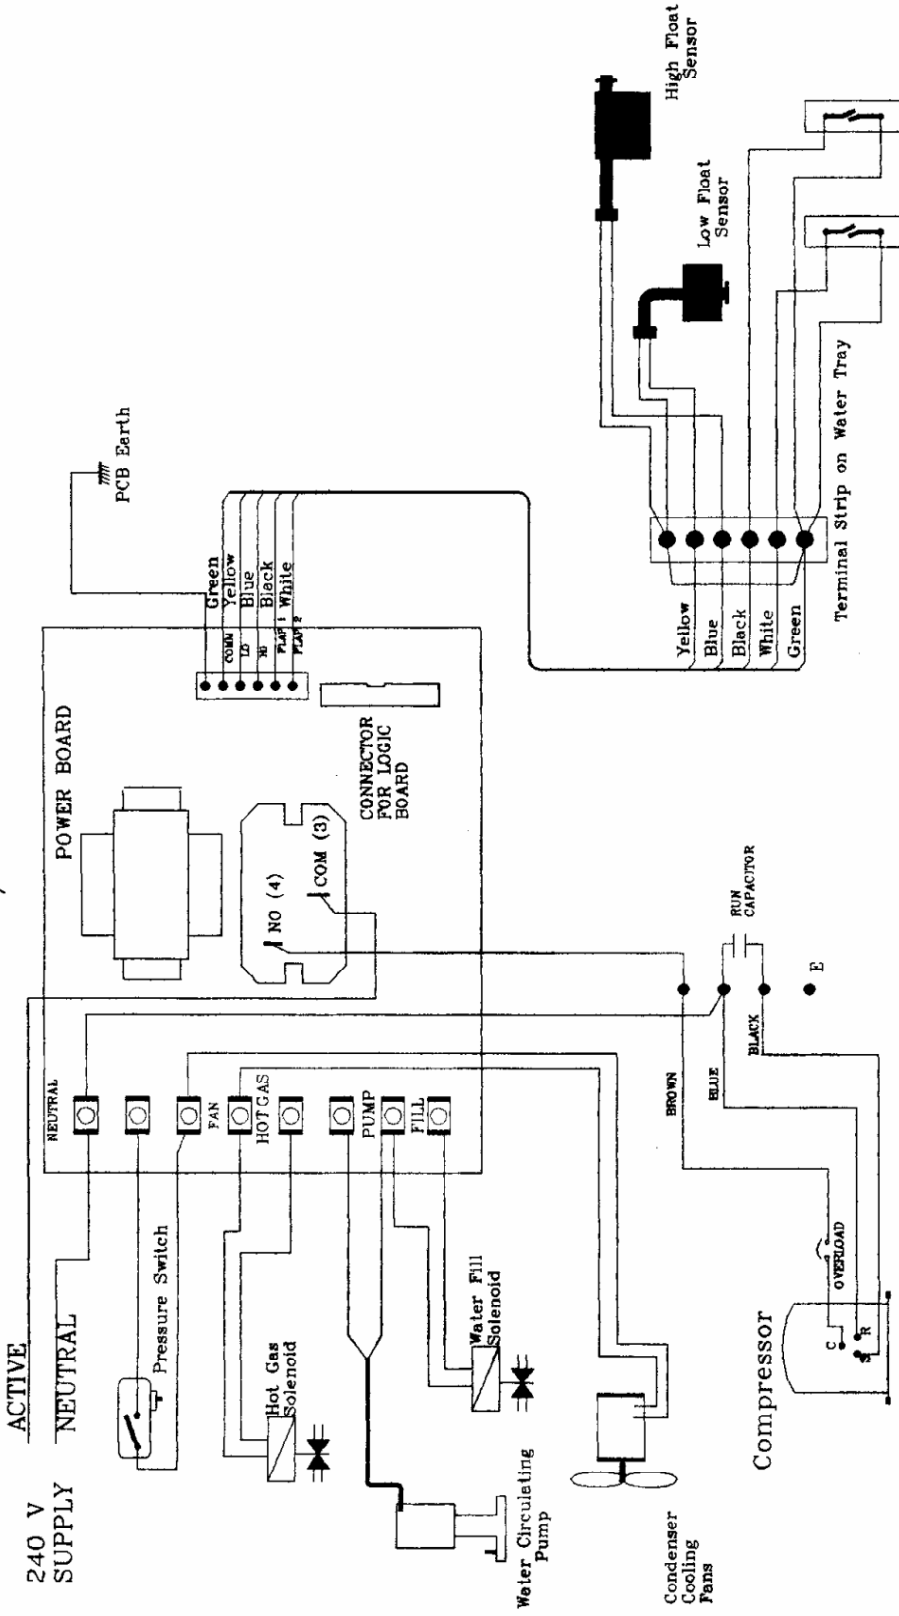 240 V
SUPPLY
ACTIVE
NEUTRAL
Pressure Switch
Hot Gas
Solenoid
Water Fill
Solenoid
Water Circulating
Pump
Condenser
Cooling
Fans
Compressor
C
R
S
OVERLOAD
BROWN
BLUE
BLACK
E
RUN
CAPACITOR
NEUTRAL
FAN
HOT GAS
PUMP
FILL
POWER BOARD
NO (4)
COM (3)
CONNECTOR
FOR LOGIC
BOARD
COMN
LO
HO
FLAP 1
FLAP 2
Green
Yellow
Blue
Black
White
PCB Earth
Yellow
Blue
Black
White
Green
Terminal Strip on Water Tray
Low Float
Sensor
High Float
Sensor